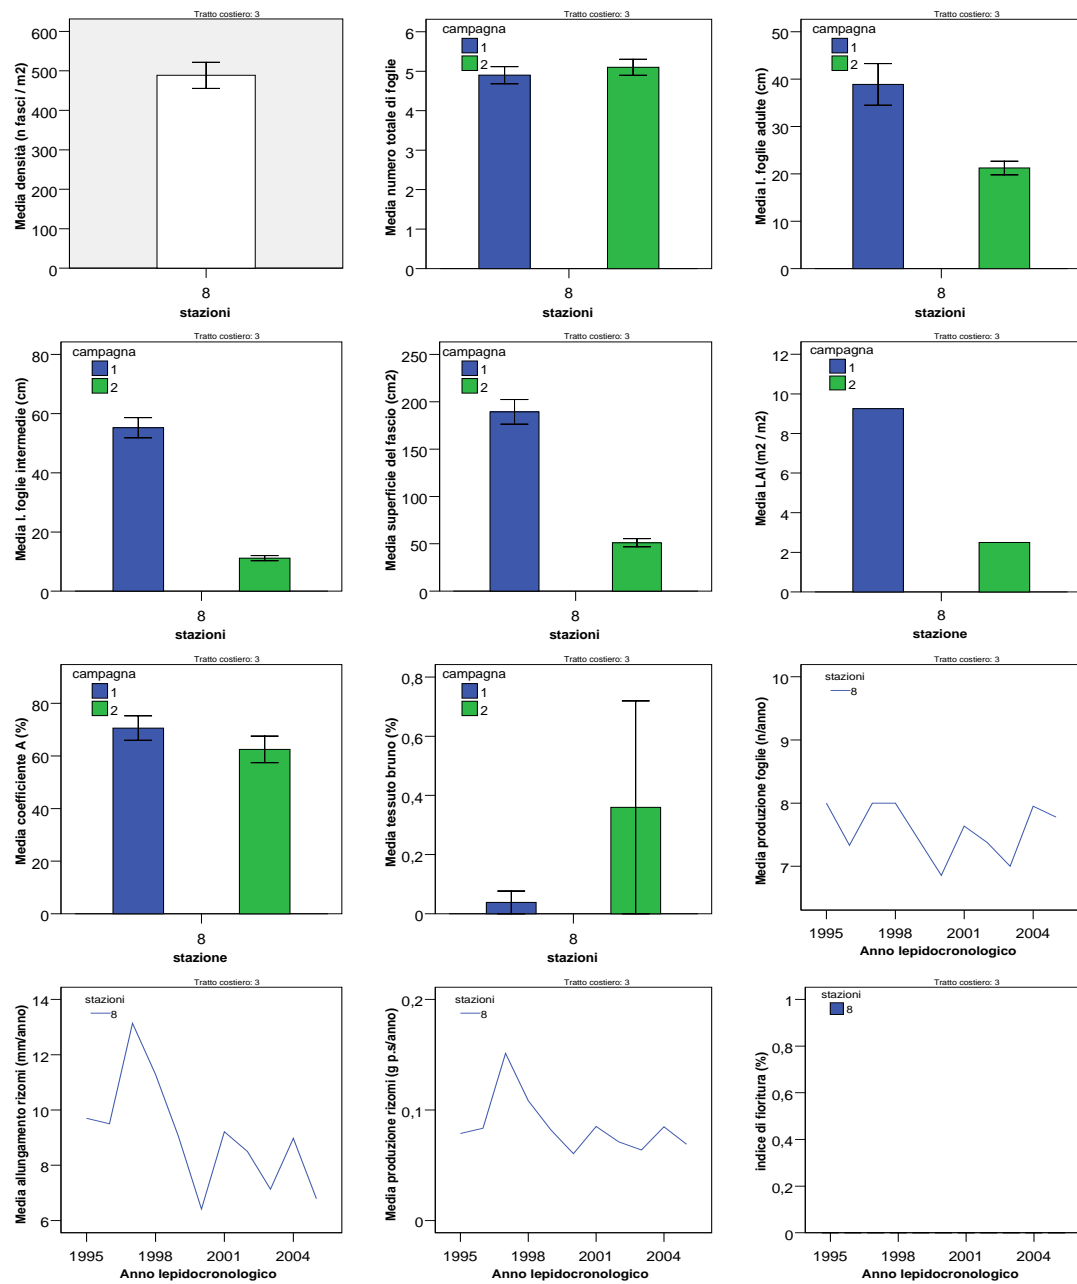 Tratto costiero: 3
Media densità (n fasci / m2)
600
500
400
300
200
100
0
8
stazioni
Tratto costiero: 3
campagna
1
2
Media numero totale di foglie
6
5
4
3
2
1
0
8
stazioni
Tratto costiero: 3
campagna
1
2
Media l. foglie adulte (cm)
50
40
30
20
10
0
8
stazioni
Tratto costiero: 3
campagna
1
2
Media l. foglie intermedie (cm)
80
60
40
20
0
8
stazioni
Tratto costiero: 3
campagna
1
2
Media superficie del fascio (cm2)
250
200
150
100
50
0
8
stazioni
Tratto costiero: 3
campagna
1
2
Media LAI (m2 / m2)
12
10
8
6
4
2
0
8
stazione
Tratto costiero: 3
campagna
1
2
Media coefficiente A (%)
80
60
40
20
0
8
stazione
Tratto costiero: 3
campagna
1
2
Media tessuto bruno (%)
0,8
0,6
0,4
0,2
0
8
stazioni
Tratto costiero: 3
stazioni
8
Media produzione foglie (n/anno)
10
9
8
7
1995 1998 2001 2004
Anno lepidocronologico
Tratto costiero: 3
stazioni
8
Media allungamento rizomi (mm/anno)
14
12
10
8
6
1995 1998 2001 2004
Anno lepidocronologico
Tratto costiero: 3
stazioni
8
Media produzione rizomi (g p.s/anno)
0,2
0,1
0
1995 1998 2001 2004
Anno lepidocronologico
Tratto costiero: 3
stazioni
8
indice di fioritura (%)
1
0,8
0,6
0,4
0,2
0
1995 1998 2001 2004
Anno lepidocronologico